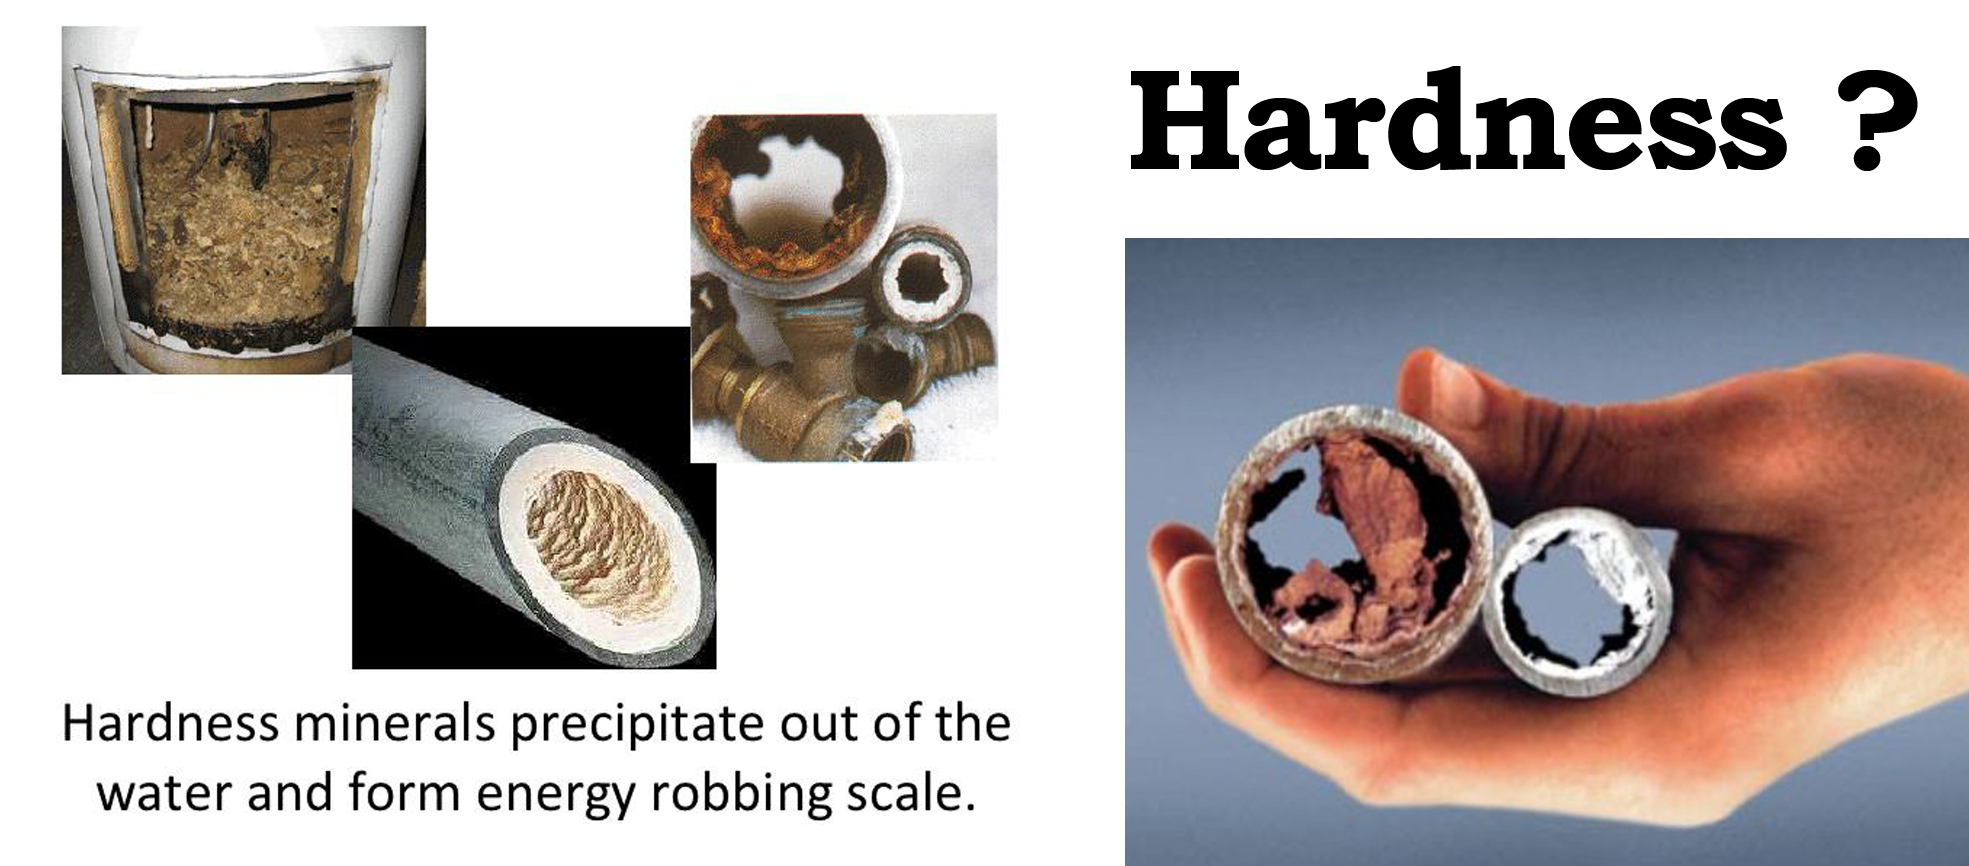 Hardness ?
Hardness minerals precipitate out of the
water and form energy robbing scale.